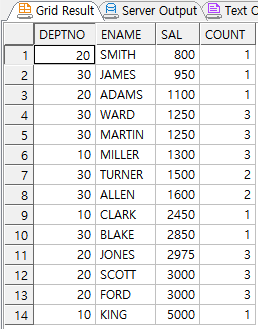 Grid Result Server Output Text O
DEPTNO ENAME SAL COUNT
1 20 SMITH 800 1
2 30 JAMES 950 1
3 20 ADAMS 1100 1
4 30 WARD 1250 3
5 30 MARTIN 1250 3
6 10 MILLER 1300 3
7 30 TURNER 1500 2
8 30 ALLEN 1600 2
9 10 CLARK 2450 1
10 30 BLAKE 2850 1
11 20 JONES 2975 3
12 20 SCOTT 3000 3
13 20 FORD 3000 3
14 10 KING 5000 1